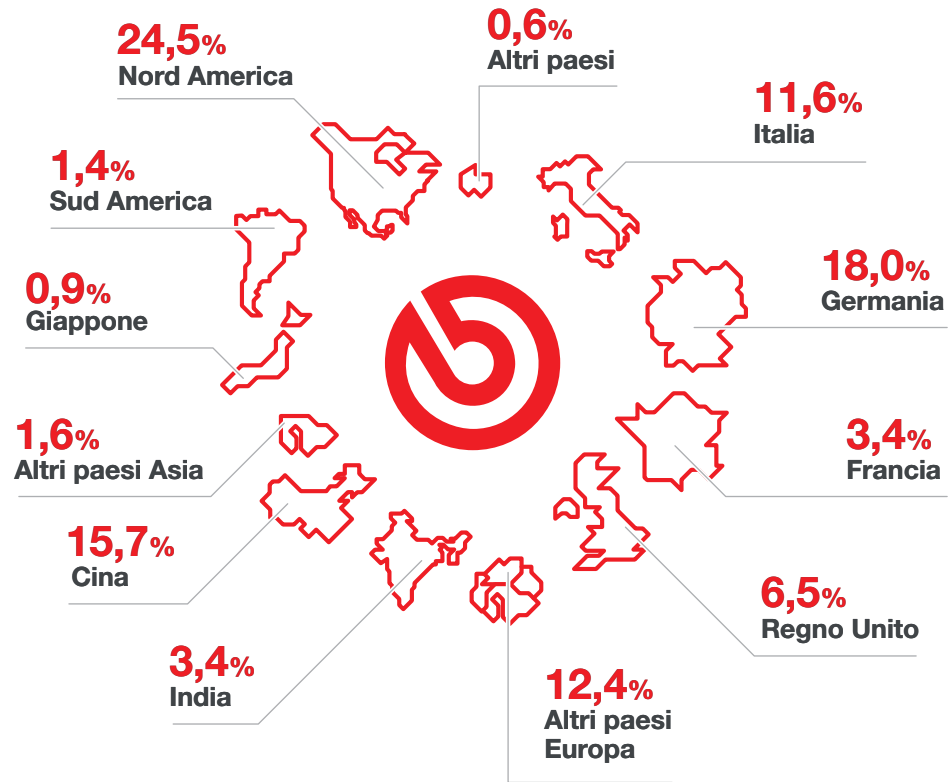 24,5%
Nord America
0,6%
Altri paesi
11,6%
Italia
1,4%
Sud America
18,0%
Germania
0,9%
Giappone
3,4%
Francia
1,6%
Altri paesi Asia
15,7%
Cina
6,5%
Regno Unito
3,4%
India
12,4%
Altri paesi
Europa